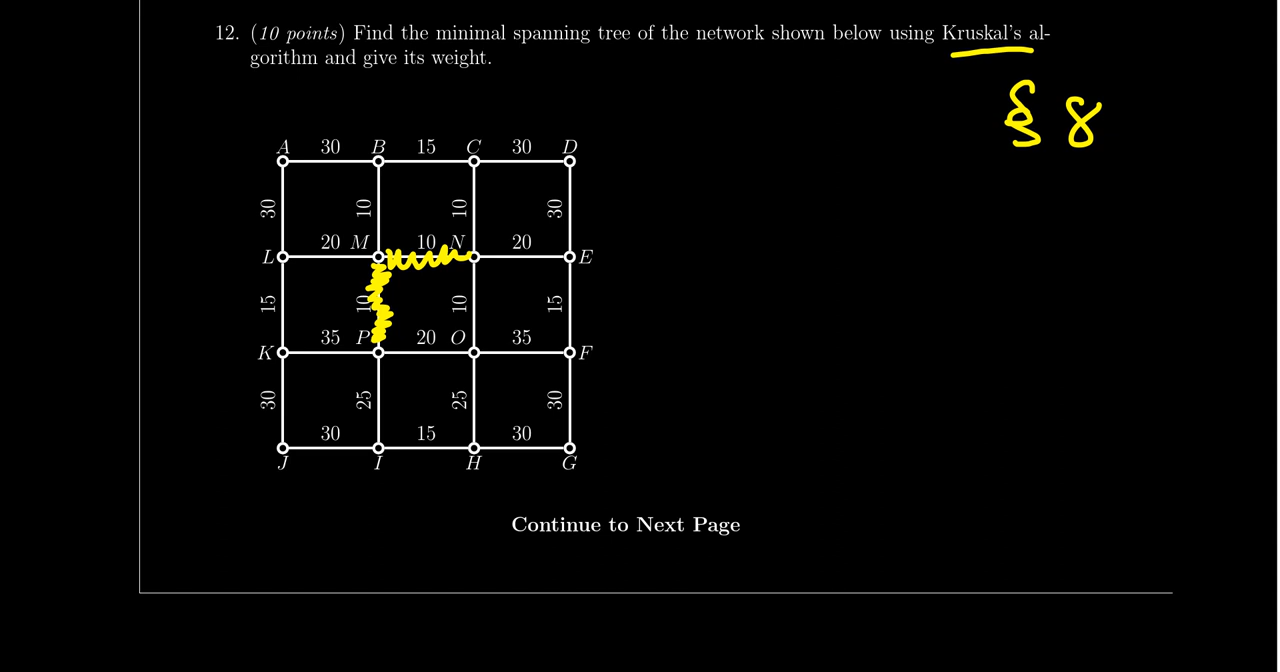 12. (10 points) Find the minimal spanning tree of the network shown below using Kruskal's al-
gorithm and give its weight.
§ 8
A 30 B 15 C 30 D
30 10 10 30
L 20 M 10 N 20 E
15 10 10 15
K 35 P 20 O 35 F
30 25 25 30
30 15 30
J I H G
Continue to Next Page